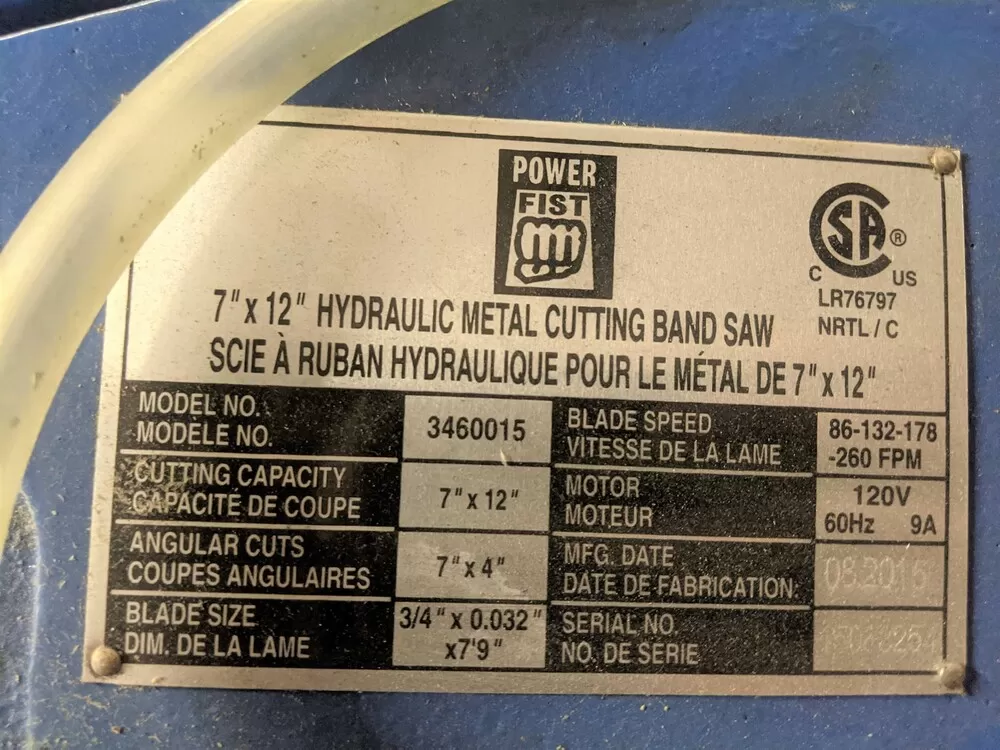 POWER
FIST
CSA®
C US
LR76797
NRTL / C
7" x 12" HYDRAULIC METAL CUTTING BAND SAW
SCIE À RUBAN HYDRAULIQUE POUR LE MÉTAL DE 7" x 12"
MODEL NO.
MODÈLE NO.
3460015
BLADE SPEED
VITESSE DE LA LAME
86-132-178
-260 FPM
CUTTING CAPACITY
CAPACITÉ DE COUPE
7" x 12"
MOTOR
MOTEUR
120V
60Hz 9A
ANGULAR CUTS
COUPES ANGULAIRES
7" x 4"
MFG. DATE
DATE DE FABRICATION:
08.2016
BLADE SIZE
DIM. DE LA LAME
3/4" x 0.032"
x7'9"
SERIAL NO.
NO. DE SERIE